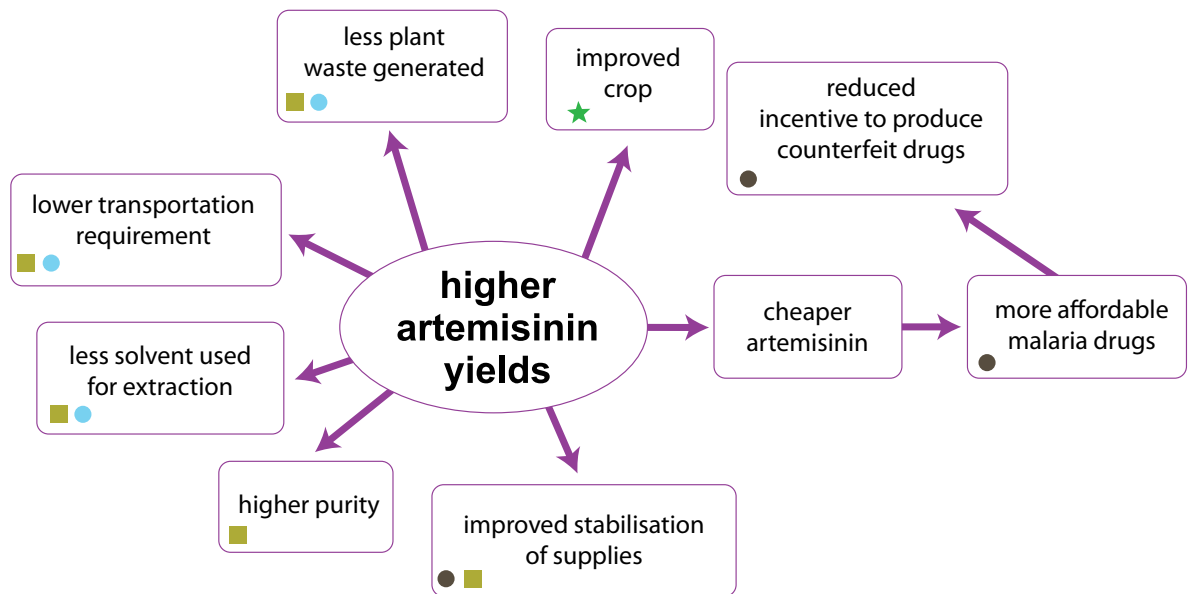 less plant
waste generated
improved
crop
reduced
incentive to produce
counterfeit drugs
lower transportation
requirement
higher
artemisinin
yields
cheaper
artemisinin
more affordable
malaria drugs
less solvent used
for extraction
higher purity
improved stabilisation
of supplies